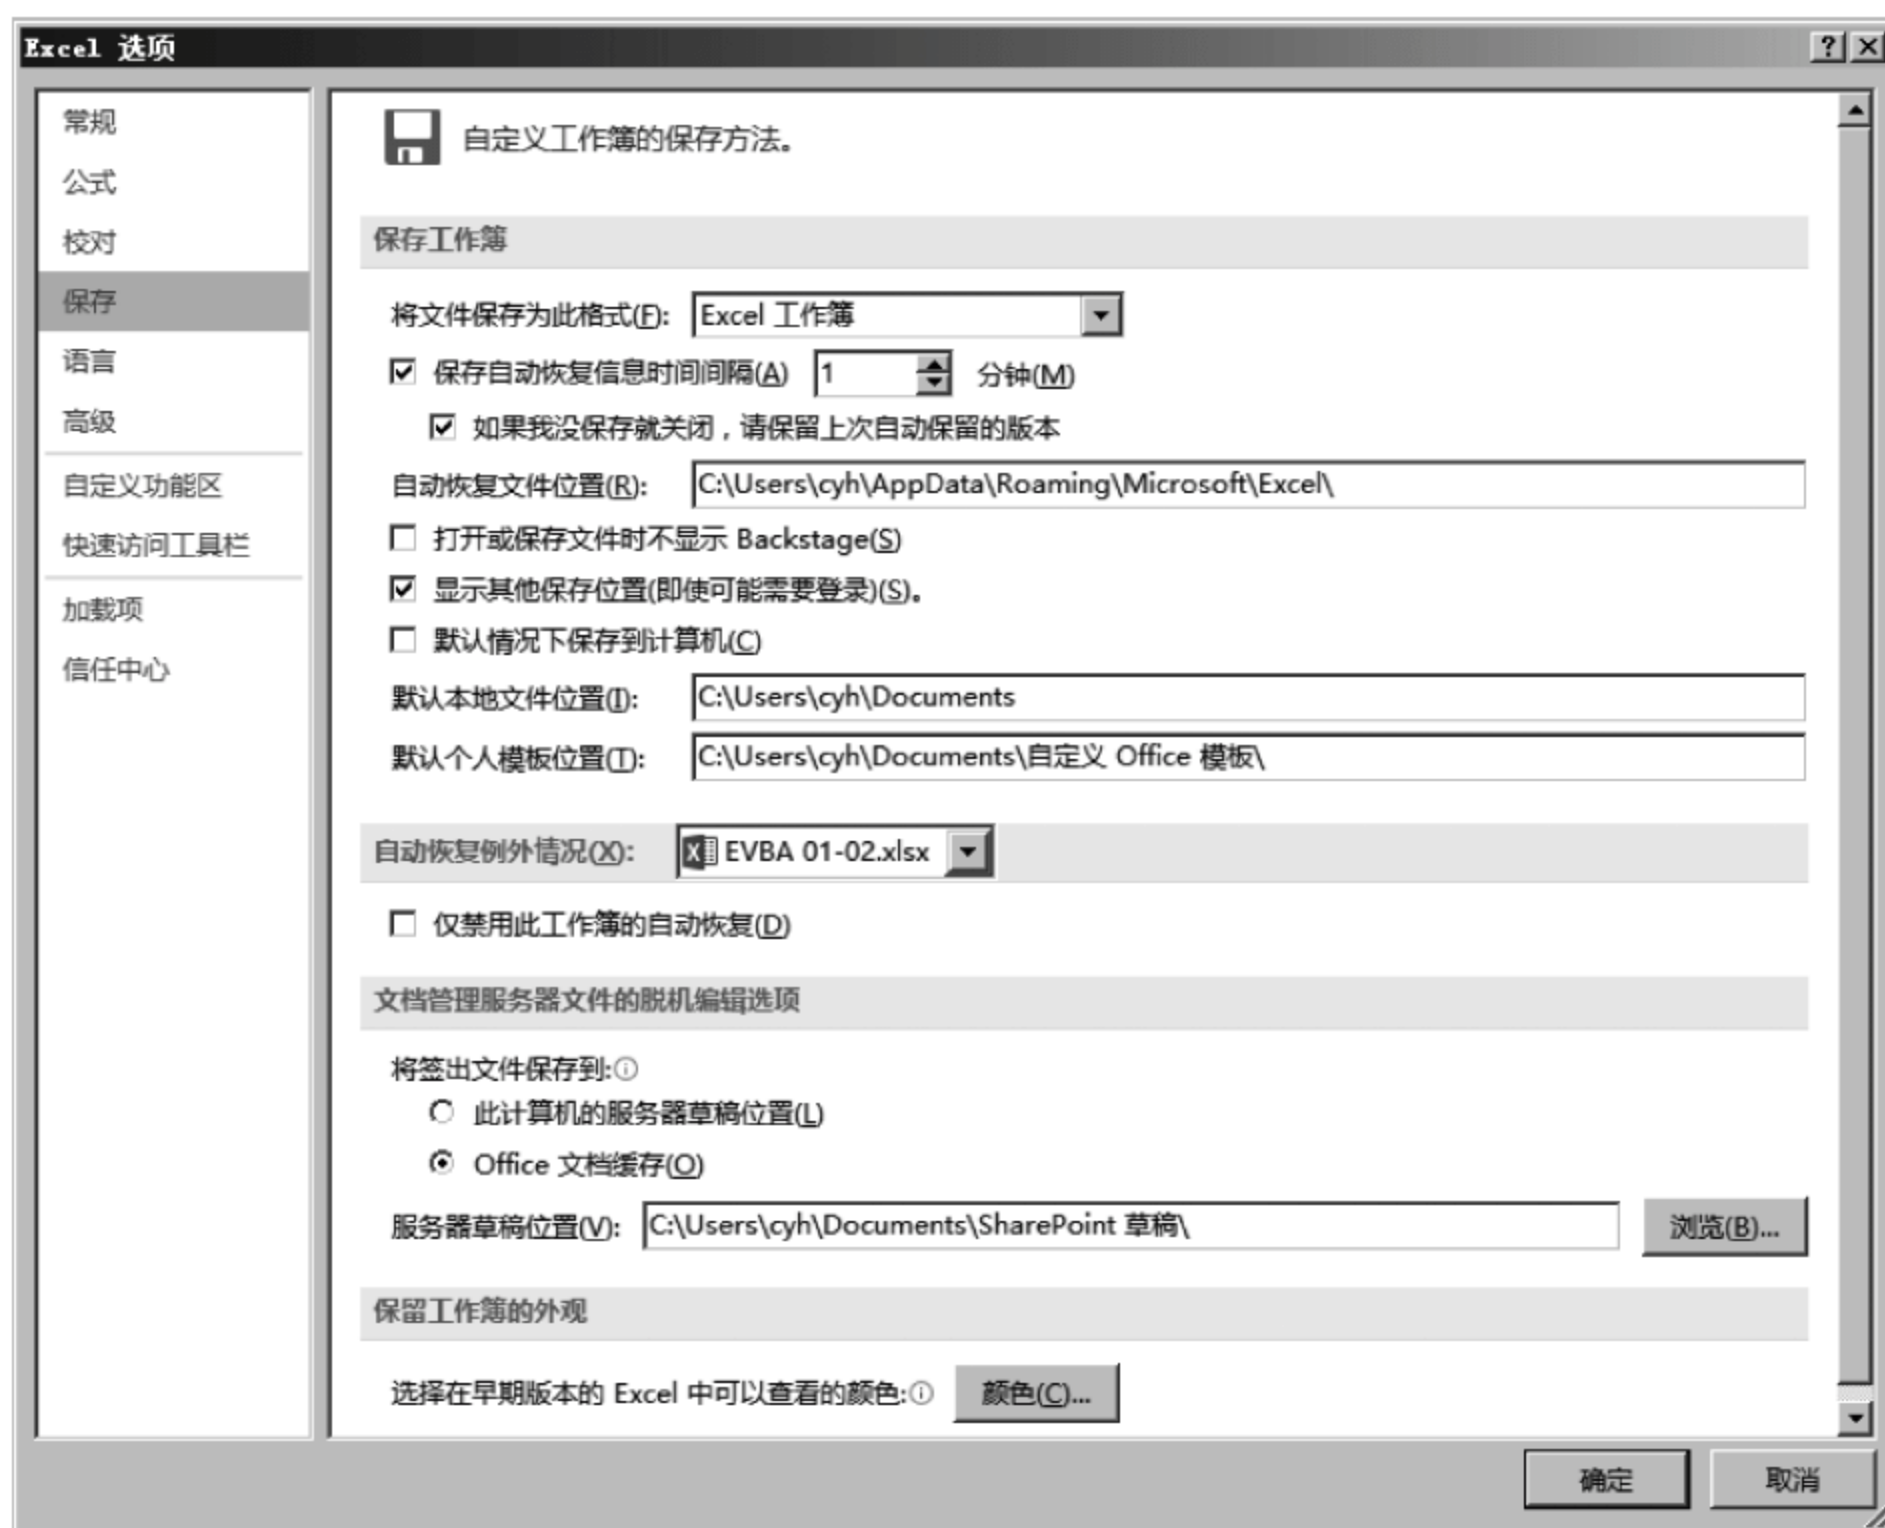 Excel 选项
常规
公式
校对
保存
语言
高级
自定义功能区
快速访问工具栏
加载项
信任中心
自定义工作簿的保存方法。
保存工作簿
将文件保存为此格式(F): Excel 工作簿
保存自动恢复信息时间间隔(A) 1 分钟(M)
如果我没保存就关闭，请保留上次自动保留的版本
自动恢复文件位置(R): C:\Users\cyh\AppData\Roaming\Microsoft\Excel\
打开或保存文件时不显示 Backstage(S)
显示其他保存位置(即使可能需要登录)(S)。
默认情况下保存到计算机(C)
默认本地文件位置(I): C:\Users\cyh\Documents
默认个人模板位置(T): C:\Users\cyh\Documents\自定义 Office 模板\
自动恢复例外情况(X): EVBA 01-02.xlsx
仅禁用此工作簿的自动恢复(D)
文档管理服务器文件的脱机编辑选项
将签出文件保存到:
此计算机的服务器草稿位置(L)
Office 文档缓存(O)
服务器草稿位置(V): C:\Users\cyh\Documents\SharePoint 草稿\ 浏览(B)...
保留工作簿的外观
选择在早期版本的 Excel 中可以查看的颜色: 颜色(C)...
确定 取消